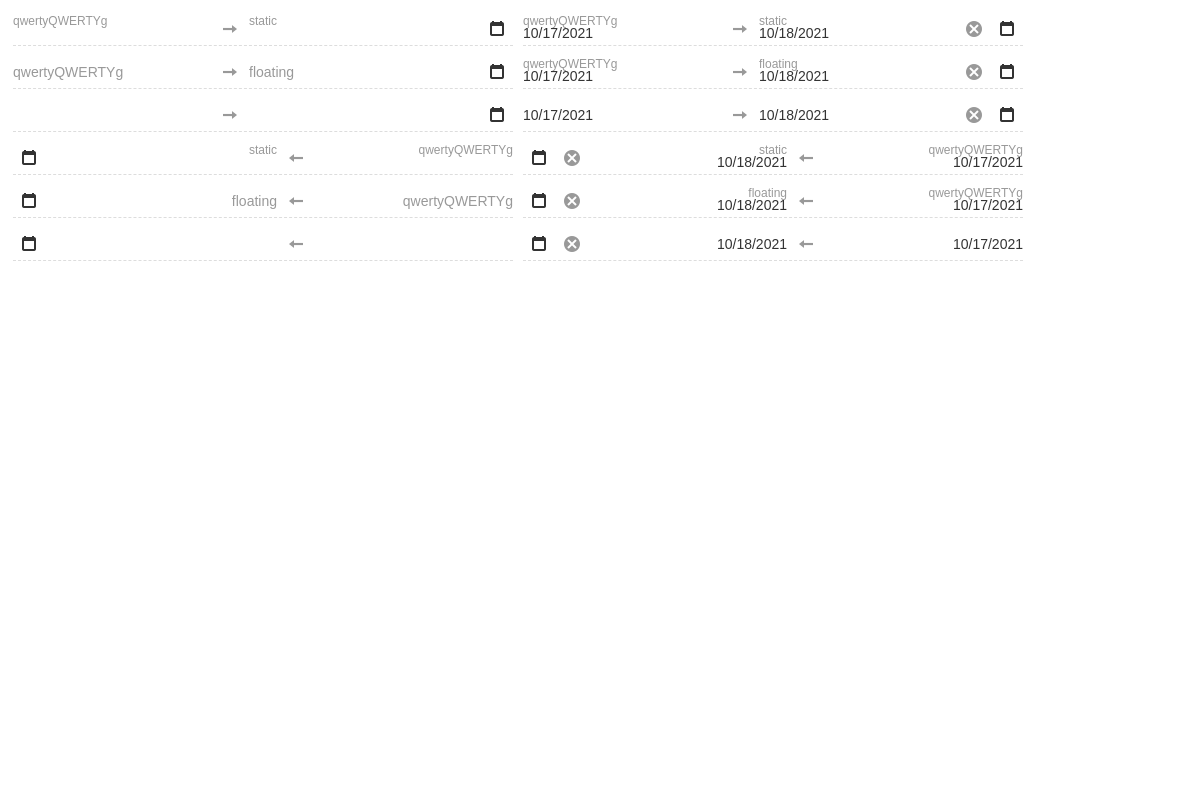 qwertyQWERTYg static qwertyQWERTYg static
10/17/2021 10/18/2021
qwertyQWERTYg floating qwertyQWERTYg floating
10/17/2021 10/18/2021
10/17/2021 10/18/2021
static qwertyQWERTYg static qwertyQWERTYg
10/18/2021 10/17/2021
floating qwertyQWERTYg floating qwertyQWERTYg
10/18/2021 10/17/2021
10/18/2021 10/17/2021